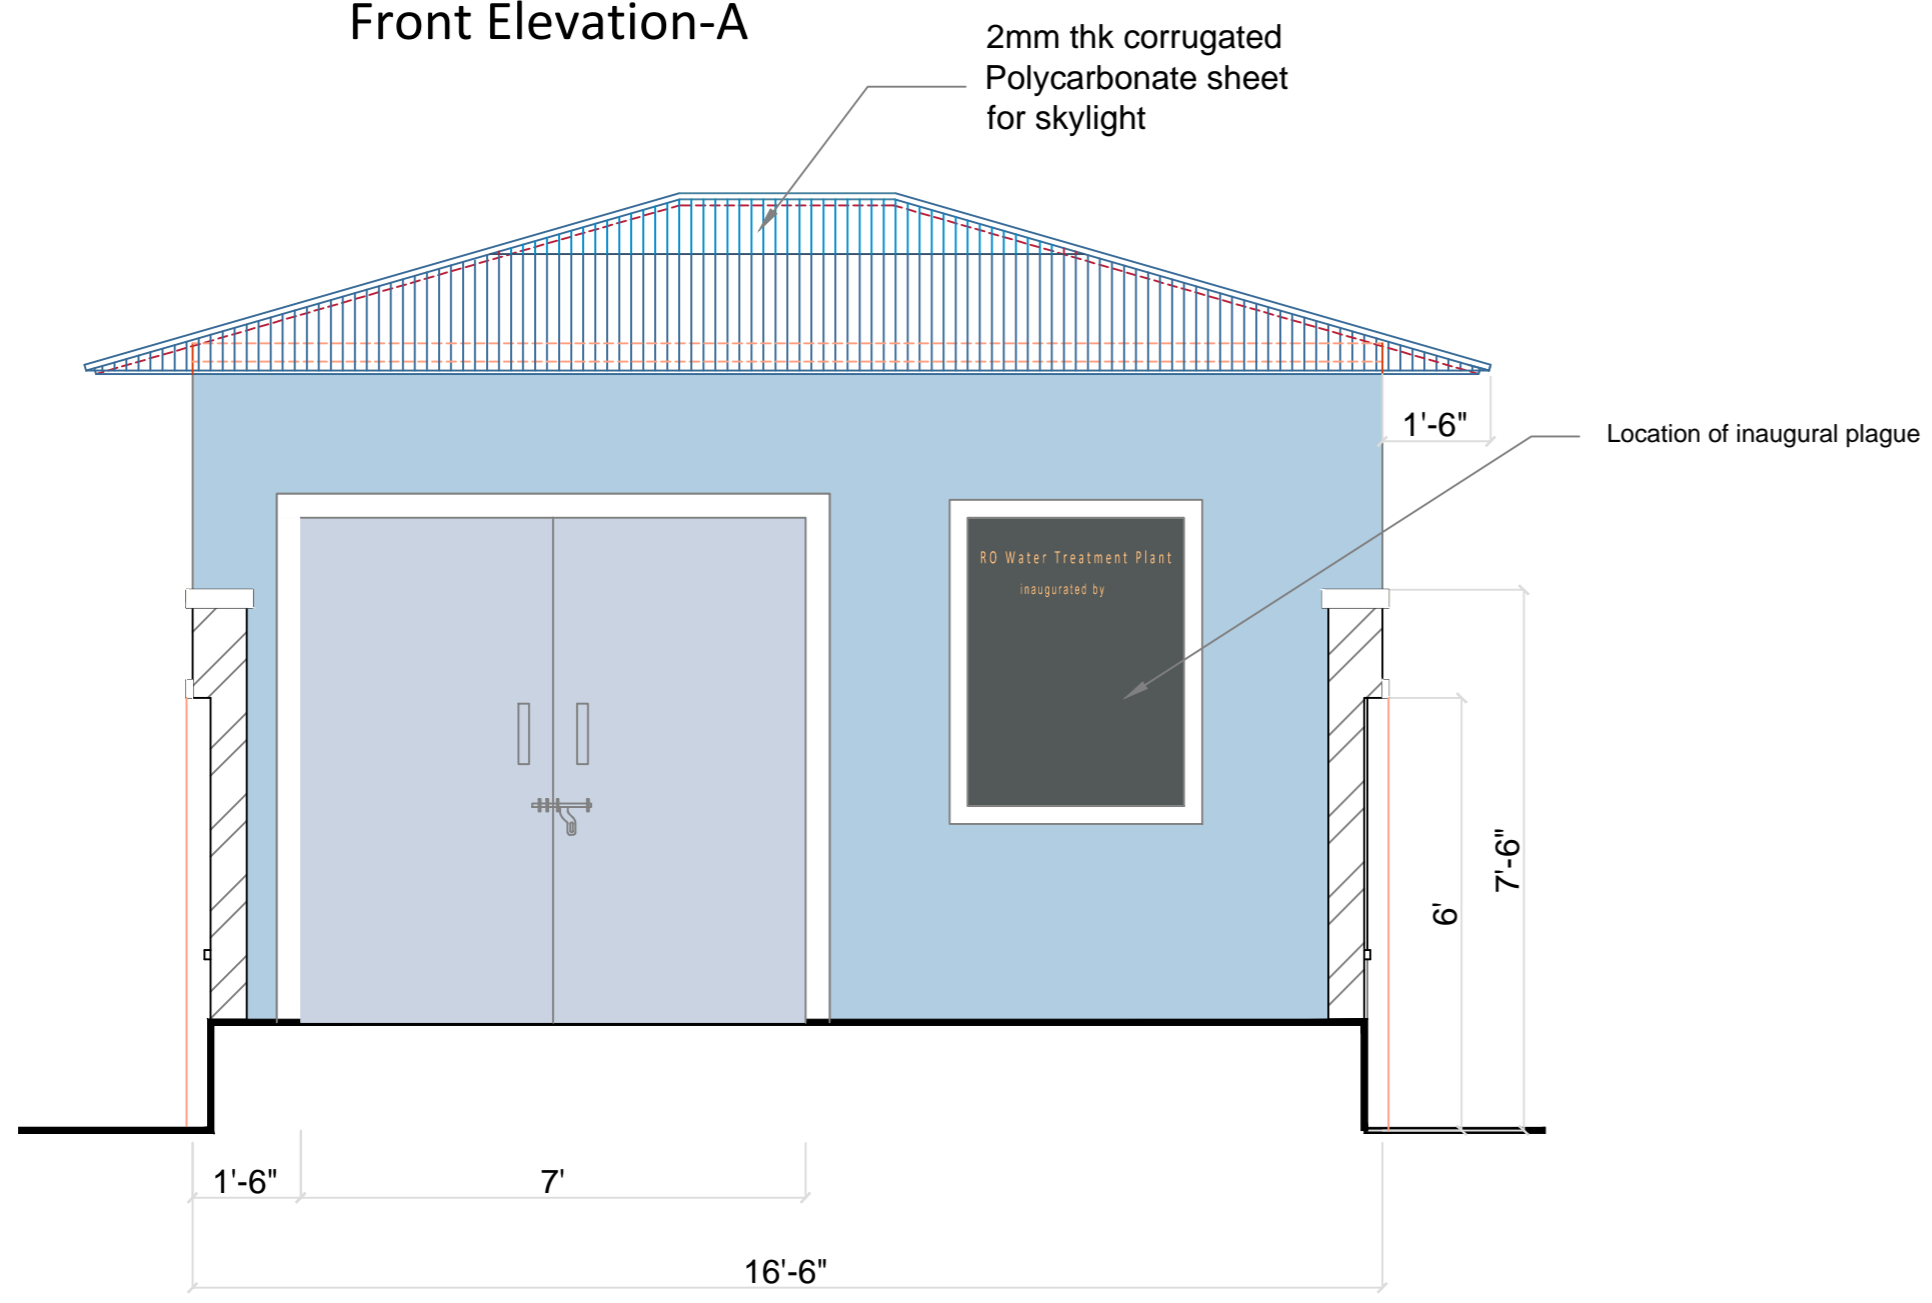 Front Elevation-A
2mm thk corrugated
Polycarbonate sheet
for skylight
1'-6"
Location of inaugural plague
RO Water Treatment Plant
inaugurated by
7'-6"
6'
1'-6"
7'
16'-6"